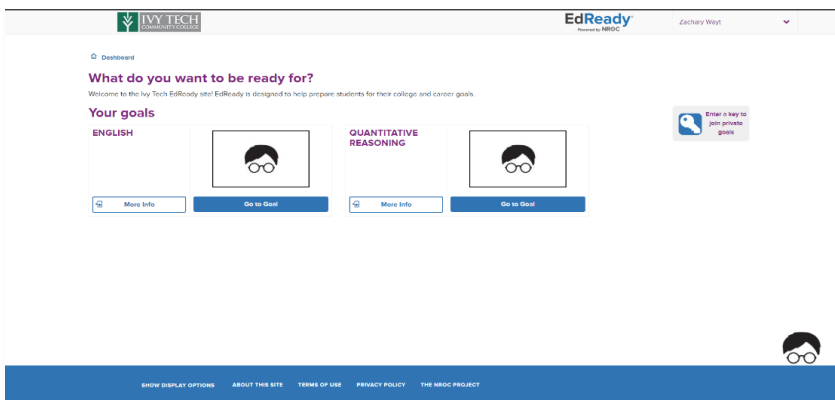 IVY TECH
COMMUNITY COLLEGE
EdReady
Powered by NROC
Zachary Wayt
Dashboard
What do you want to be ready for?
Welcome to the Ivy Tech EdReady site! EdReady is designed to help prepare students for their college and career goals.
Your goals
Enter a key to
join private
goals
ENGLISH
More Info
Go to Goal
QUANTITATIVE
REASONING
More Info
Go to Goal
SHOW DISPLAY OPTIONS ABOUT THIS SITE TERMS OF USE PRIVACY POLICY THE NROC PROJECT